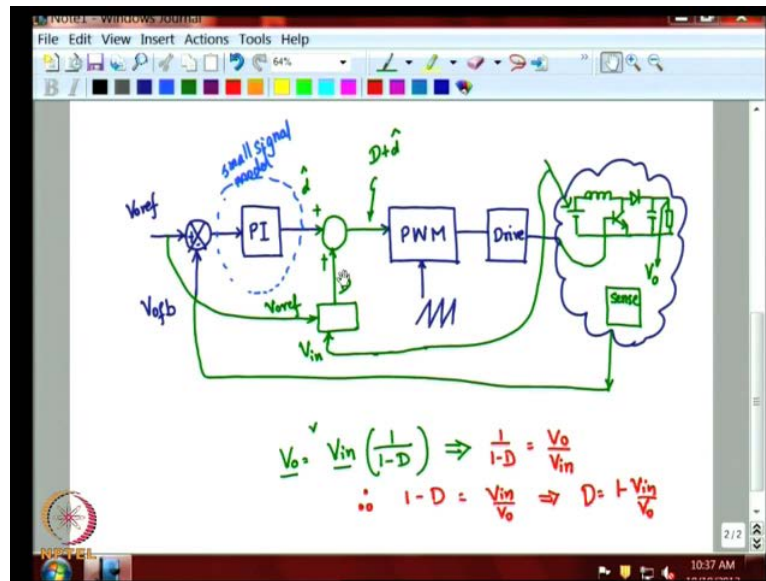 Note1 - Windows Journal
File Edit View Insert Actions Tools Help
64%
B I
small signal
model
D+d̂
d̂
Voref
+
PI
+
PWM
Drive
Vofb
+
D
Voref
Vin
Vo
Sense
Vo = Vin (1/(1-D)) ⇒ 1/(1-D) = Vo/Vin
∴ 1-D = Vin/Vo ⇒ D = 1-Vin/Vo
2/2
NPTEL
10:37 AM